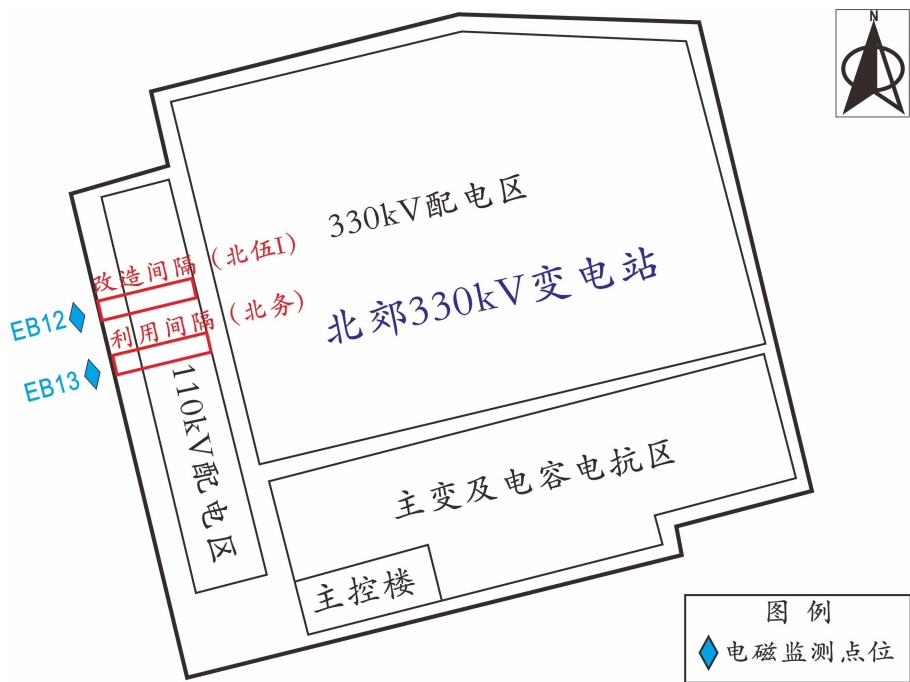 N
330kV配电区
改造间隔（北伍I）
北郊330kV变电站
EB12
利用间隔（北务）
EB13
110kV配电区
主变及电容电抗区
主控楼
图 例
电磁监测点位